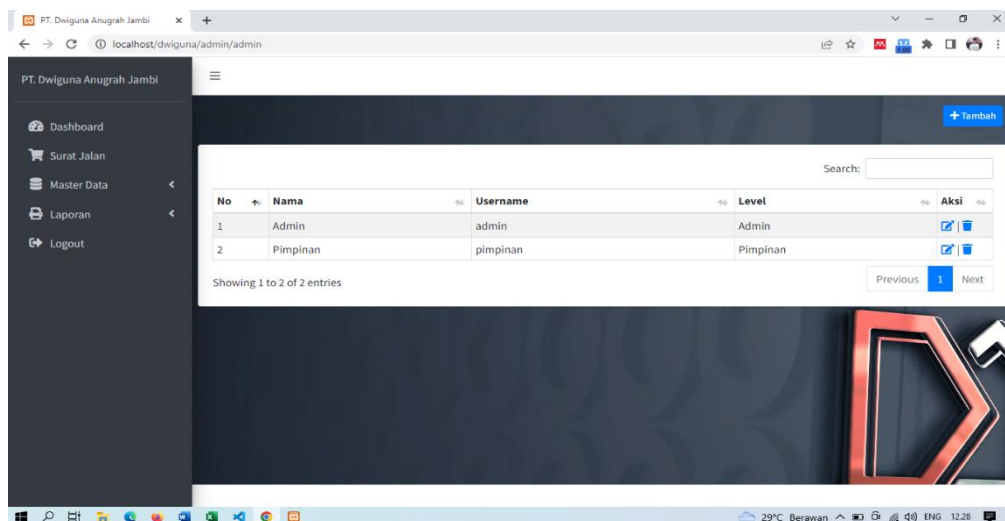 PT. Dwiguna Anugrah Jambi
localhost/dwiguna/admin/admin
1.00
PT. Dwiguna Anugrah Jambi
+ Tambah
Dashboard
Surat Jalan
Master Data
Laporan
Logout
Search:
No Nama Username Level Aksi
1 Admin admin Admin
2 Pimpinan pimpinan Pimpinan
Showing 1 to 2 of 2 entries
Previous 1 Next
29°C Berawan ENG 12.28